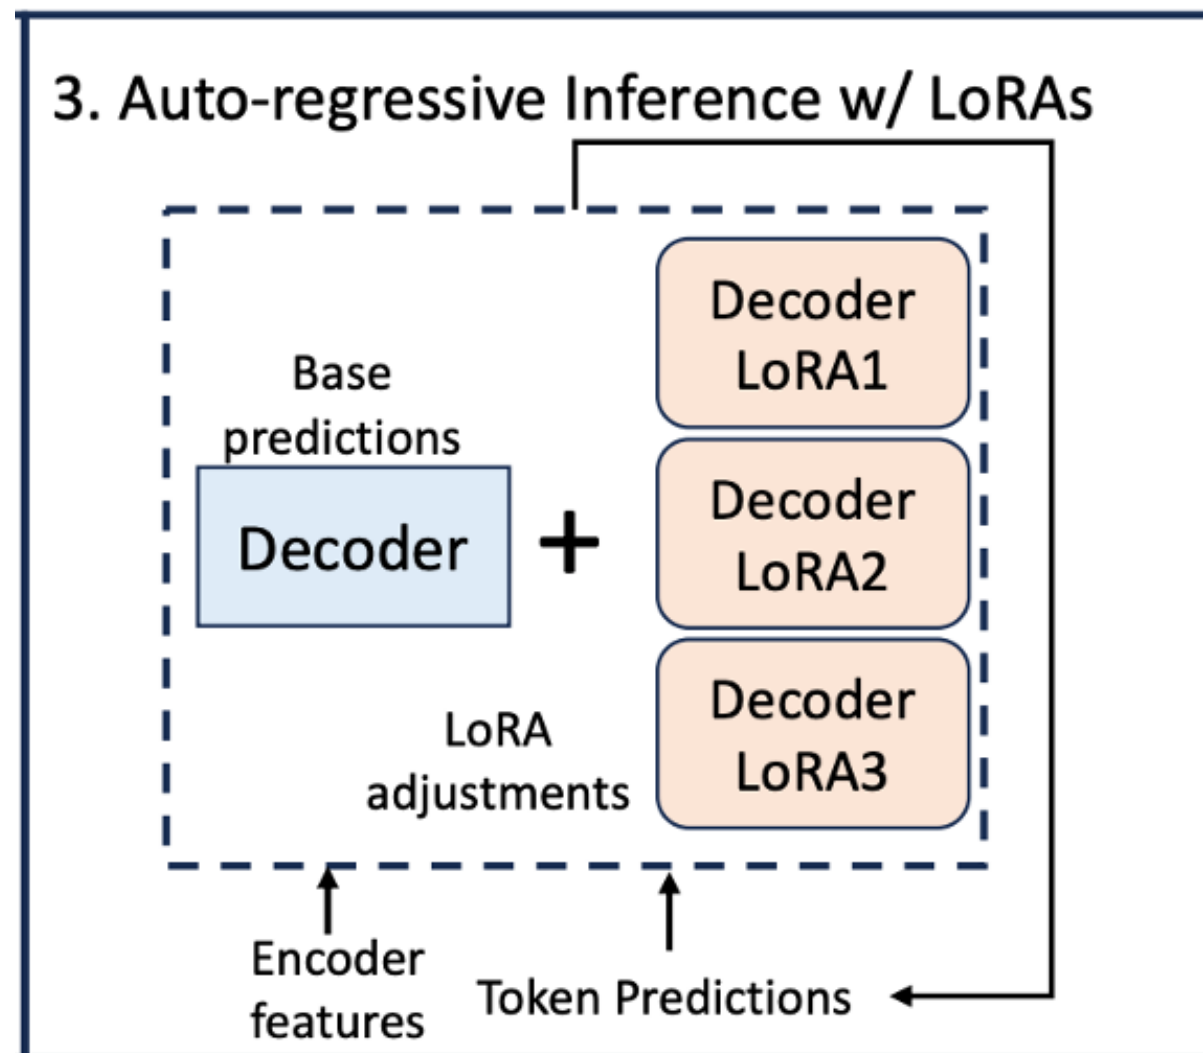 3. Auto-regressive Inference w/ LoRAs
Base
predictions
Decoder
+
Decoder
LoRA1
Decoder
LoRA2
Decoder
LoRA3
LoRA
adjustments
Encoder
features
Token Predictions